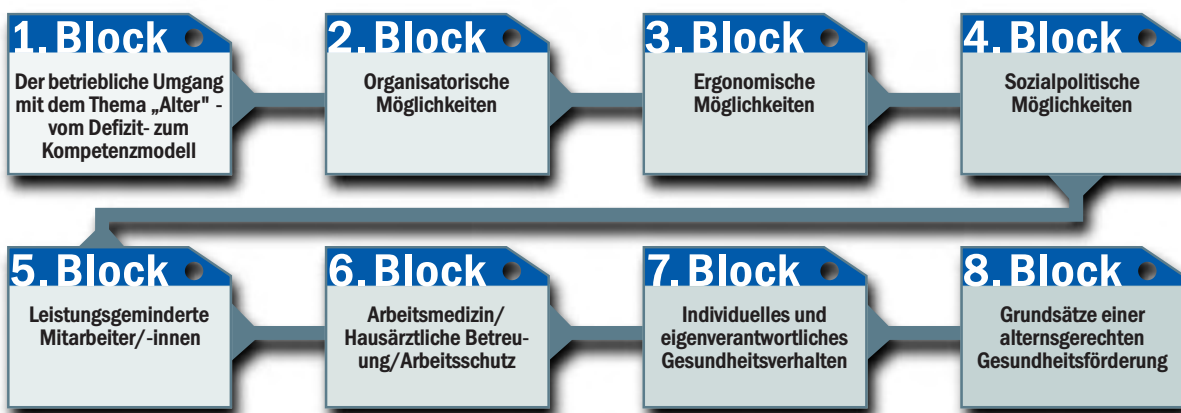 1. Block
Der betriebliche Umgang
mit dem Thema „Alter" -
vom Defizit- zum
Kompetenzmodell
2. Block
Organisatorische
Möglichkeiten
3. Block
Ergonomische
Möglichkeiten
4. Block
Sozialpolitische
Möglichkeiten
5. Block
Leistungsgeminderte
Mitarbeiter/-innen
6. Block
Arbeitsmedizin/
Hausärztliche Betreu-
ung/Arbeitsschutz
7. Block
Individuelles und
eigenverantwortliches
Gesundheitsverhalten
8. Block
Grundsätze einer
alternsgerechten
Gesundheitsförderung